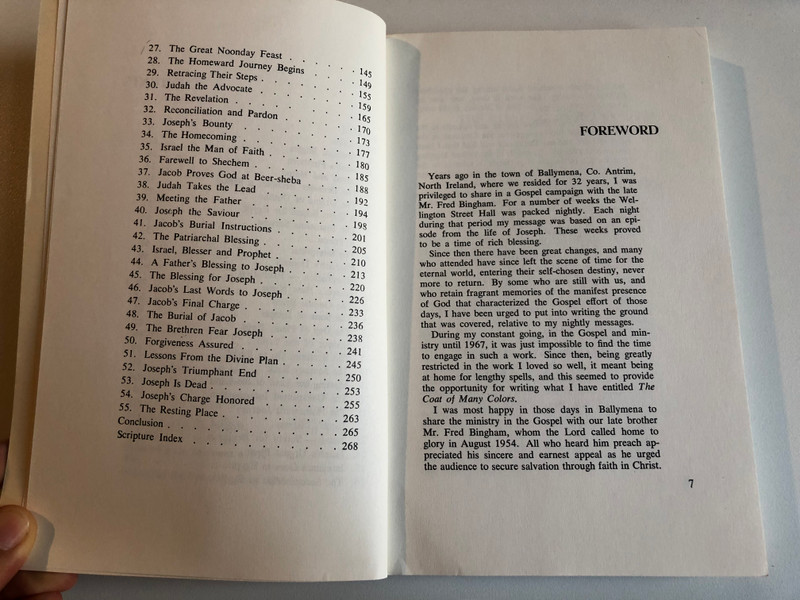 27. The Great Noonday Feast . . . . . . 145
28. The Homeward Journey Begins . . . . 149
29. Retracing Their Steps . . . . . . . 155
30. Judah the Advocate . . . . . . . 159
31. The Revelation . . . . . . . . 165
32. Reconciliation and Pardon . . . . . . 170
33. Joseph's Bounty . . . . . . . . 173
34. The Homecoming . . . . . . . . 177
35. Israel the Man of Faith . . . . . . 180
36. Farewell to Shechem . . . . . . . 185
37. Jacob Proves God at Beer-sheba . . . . 188
38. Judah Takes the Lead . . . . . . . 192
39. Meeting the Father . . . . . . . 194
40. Joseph the Saviour . . . . . . . 198
41. Jacob's Burial Instructions . . . . . . 201
42. The Patriarchal Blessing . . . . . . 205
43. Israel, Blesser and Prophet . . . . . . 210
44. A Father's Blessing to Joseph . . . . . 213
45. The Blessing for Joseph . . . . . . 220
46. Jacob's Last Words to Joseph . . . . . 226
47. Jacob's Final Charge . . . . . . . 233
48. The Burial of Jacob . . . . . . . 236
49. The Brethren Fear Joseph . . . . . . 238
50. Forgiveness Assured . . . . . . . 241
51. Lessons From the Divine Plan . . . . . 245
52. Joseph's Triumphant End . . . . . . 250
53. Joseph Is Dead . . . . . . . . 253
54. Joseph's Charge Honored . . . . . . 255
55. The Resting Place . . . . . . . . 263
Conclusion . . . . . . . . . . 265
Scripture Index . . . . . . . . . 268
FOREWORD
Years ago in the town of Ballymena, Co. Antrim,
North Ireland, where we resided for 32 years, I was
privileged to share in a Gospel campaign with the late
Mr. Fred Bingham. For a number of weeks the Wel-
lington Street Hall was packed nightly. Each night
during that period my message was based on an epi-
sode from the life of Joseph. These weeks proved
to be a time of rich blessing.
Since then there have been great changes, and many
who attended have since left the scene of time for the
eternal world, entering their self-chosen destiny, never
more to return. By some who are still with us, and
who retain fragrant memories of the manifest presence
of God that characterized the Gospel effort of those
days, I have been urged to put into writing the ground
that was covered, relative to my nightly messages.
During my constant going, in the Gospel and min-
istry until 1967, it was just impossible to find the time
to engage in such a work. Since then, being greatly
restricted in the work I loved so well, it meant being
at home for lengthy spells, and this seemed to provide
the opportunity for writing what I have entitled The
Coat of Many Colors.
I was most happy in those days in Ballymena to
share the ministry in the Gospel with our late brother
Mr. Fred Bingham, whom the Lord called home to
glory in August 1954. All who heard him preach ap-
preciated his sincere and earnest appeal as he urged
the audience to secure salvation through faith in Christ.
7